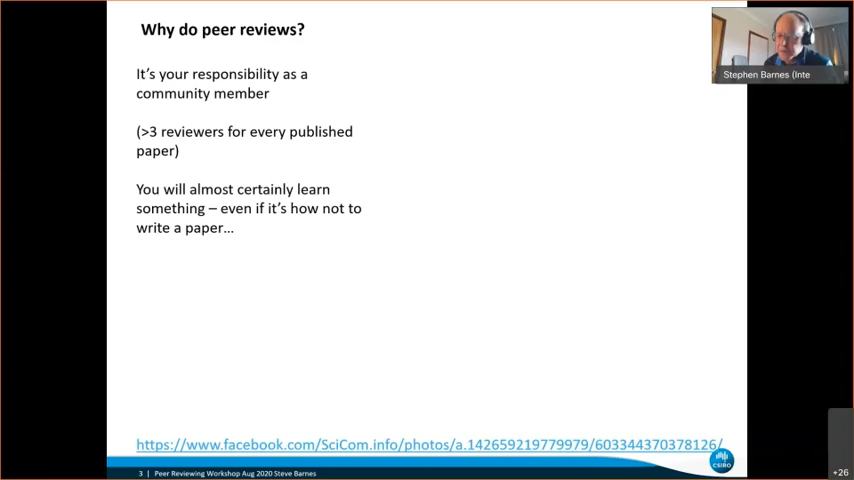 Why do peer reviews?
Stephen Barnes (Inte
It's your responsibility as a
community member
(>3 reviewers for every published
paper)
You will almost certainly learn
something – even if it's how not to
write a paper...
https://www.facebook.com/SciCom.info/photos/a.142659219779979/603344370378126/
CSIRO
3 | Peer Reviewing Workshop Aug 2020 Steve Barnes
+26